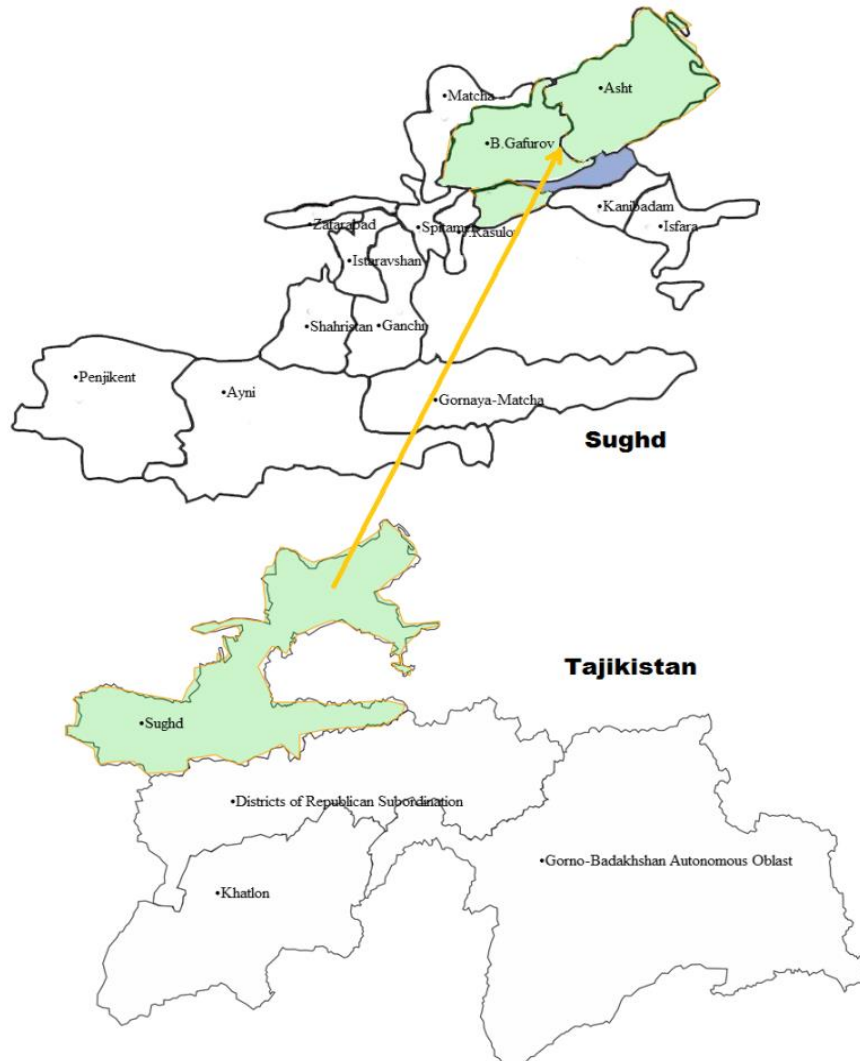 •Asht
•Matcha
•B.Gafurov
•Kanibadam
•Zafarabad
•Isfara
•Istaravshan
•Shahristan
•Ganchi
•Penjikent
•Ayni
•Gornaya-Matcha
Sughd
Tajikistan
•Sughd
•Districts of Republican Subordination
•Gorno-Badakhshan Autonomous Oblast
•Khatlon